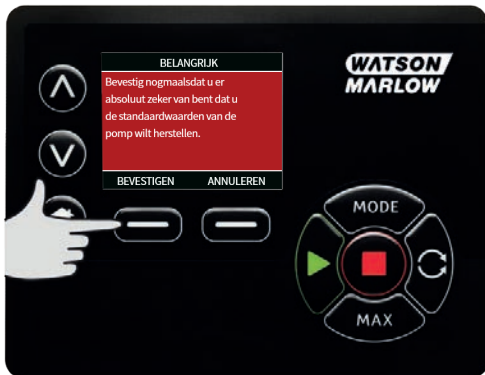 BELANGRIJK
Bevestig nogmaalsdat u er
absoluut zeker van bent dat u
de standaardwaarden van de
pomp wilt herstellen.
BEVESTIGEN ANNULEREN
WATSON
MARLOW
MODE
MAX